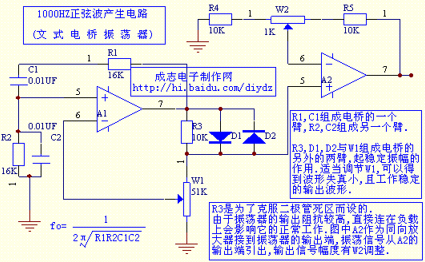 1000HZ正弦波产生电路
(文式电桥振荡器)
R4
10K
W2
1K
R5
10K
C1
0.01UF
R1
16K
成志电子制作网
http://hi.baidu.com/diydz
5
6
7
A1
+
−
6
5
7
A2
−
+
1
0.01UF
R2
16K
C2
1
R3
10K
D1
D2
W1
51K
1
fo= 1
2π√R1R2C1C2
R1,C1组成电桥的一个
臂,R2,C2组成另一个臂.
R3,D1,D2与W1组成电桥的
另外的两臂,起稳定振幅的
作用.适当调节W1,可以得
到波形失真小,且工作稳定
的输出波形.
R3是为了克服二极管死区而设的.
由于振荡器的输出阻抗较高,直接连在负载
上会影响它的正常工作.图中A2作为同向放
大器接到振荡器的输出端,振荡信号从A2的
输出端引出,输出信号幅度有W2调整.